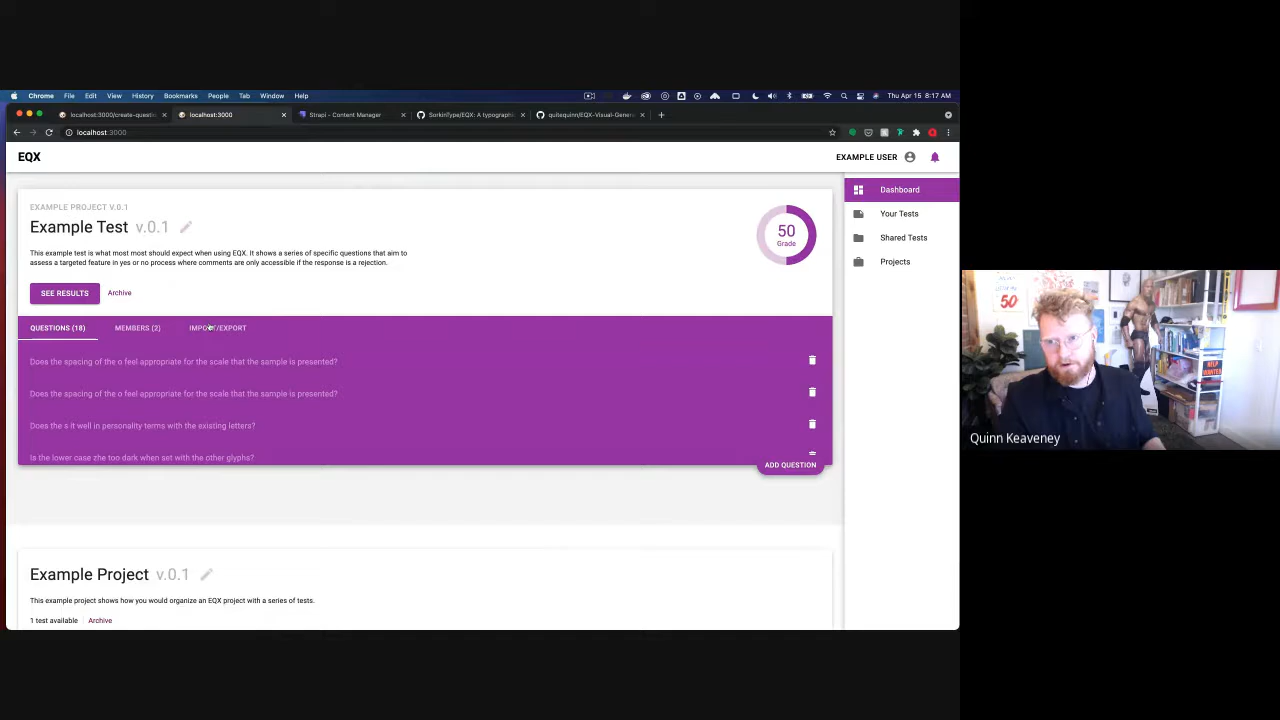 Chrome File Edit View History Bookmarks People Tab Window Help
Thu Apr 15 8:17 AM
localhost:3000/create-questi
localhost:3000
Strapi - Content Manager
SorkinType/EQX: A typographi
quitequinn/EQX-Visual-Gener
localhost:3000
EQX
EXAMPLE USER
EXAMPLE PROJECT V.0.1
Example Test v.0.1
This example test is what most most should expect when using EQX. It shows a series of specific questions that aim to
assess a targeted feature in yes or no process where comments are only accessible if the response is a rejection.
50
Grade
SEE RESULTS
Archive
QUESTIONS (18)
MEMBERS (2)
IMPORT/EXPORT
Does the spacing of the o feel appropriate for the scale that the sample is presented?
Does the spacing of the o feel appropriate for the scale that the sample is presented?
Does the s it well in personality terms with the existing letters?
Is the lower case zhe too dark when set with the other glyphs?
ADD QUESTION
Example Project v.0.1
This example project shows how you would organize an EQX project with a series of tests.
1 test available
Archive
Dashboard
Your Tests
Shared Tests
Projects
50
HELP
WANTED
Quinn Keaveney